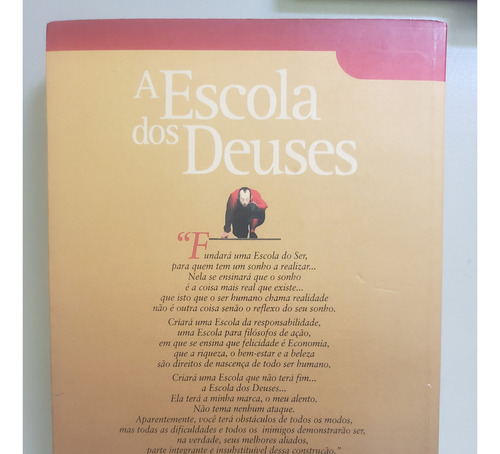 A Escola
dos Deuses
“Fundará uma Escola do Ser,
para quem tem um sonho a realizar...
Nela se ensinará que o sonho
é a coisa mais real que existe...
que isto que o ser humano chama realidade
não é outra coisa senão o reflexo do seu sonho.
Criará uma Escola da responsabilidade,
uma Escola para filósofos de ação,
em que se ensina que felicidade é Economia,
que a riqueza, o bem-estar e a beleza
são direitos de nascença de todo ser humano,
Criará uma Escola que não terá fim...
a Escola dos Deuses...
Ela terá a minha marca, o meu alento.
Não tema nenhum ataque.
Aparentemente, você terá obstáculos de todos os modos,
mas todas as dificuldades e todos os inimigos demonstrarão ser,
na verdade, seus melhores aliados,
parte integrante e insubstituível dessa construção.”